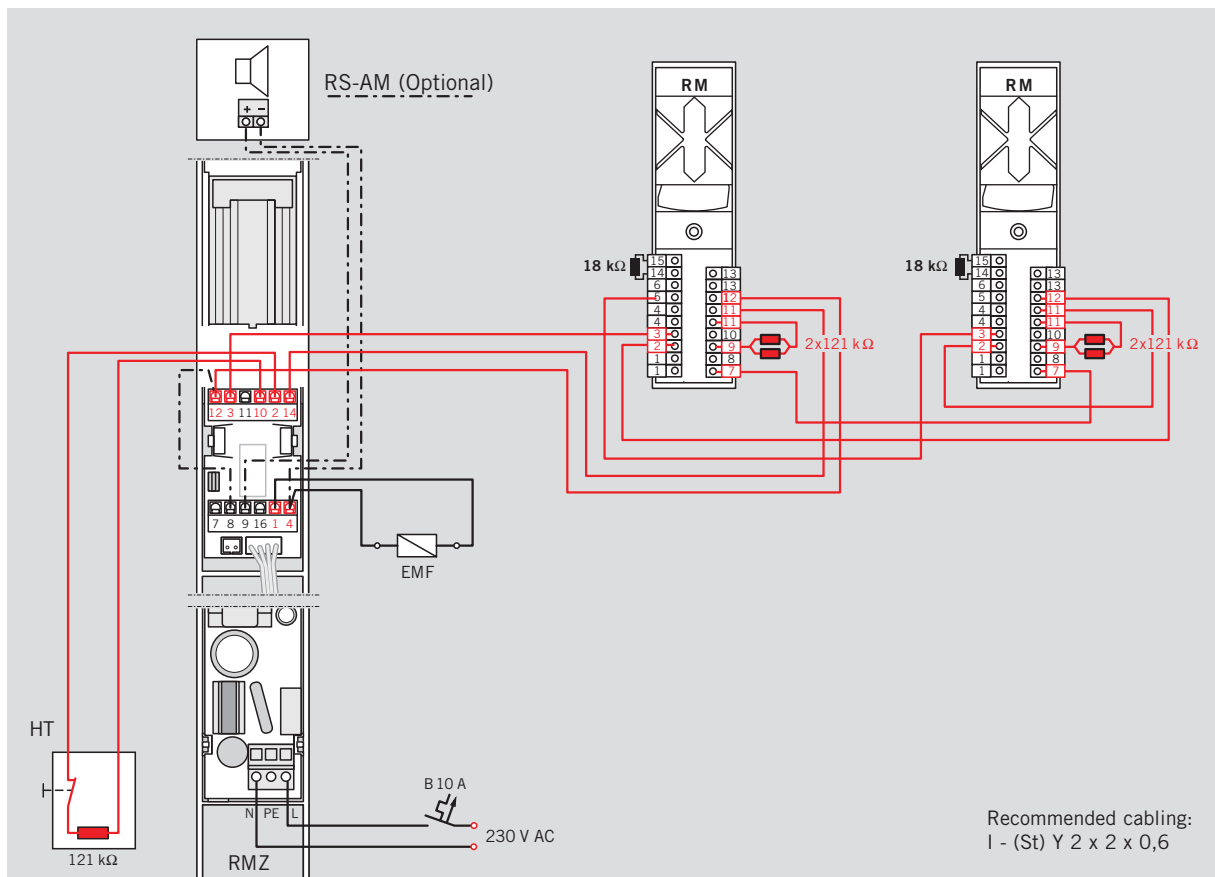 RS-AM (Optional)
+ −
RM
RM
18 kΩ
15
14
6
6
4
4
3
2
1
1
13
13
12
11
11
10
9
8
7
2x121 kΩ
18 kΩ
15
14
6
5
4
4
3
2
1
1
13
13
12
11
11
10
9
8
7
2x121 kΩ
12 3 11 10 2 14
7 8 9 16 1 4
EMF
HT
121 kΩ
N PE L
B 10 A
230 V AC
RMZ
Recommended cabling:
I - (St) Y 2 x 2 x 0,6